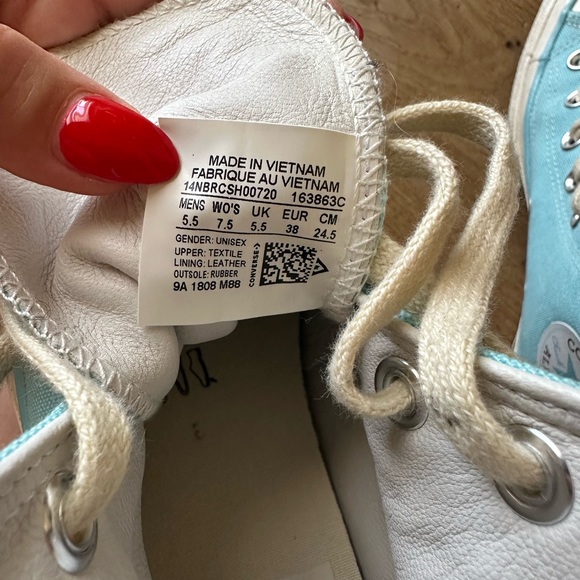 MADE IN VIETNAM
FABRIQUE AU VIETNAM
14NBRCSH00720 163863C
MENS WO'S UK EUR CM
5.5 7.5 5.5 38 24.5
GENDER: UNISEX
UPPER: TEXTILE
LINING: LEATHER
OUTSOLE: RUBBER
9A 1808 M88
CONVERSE